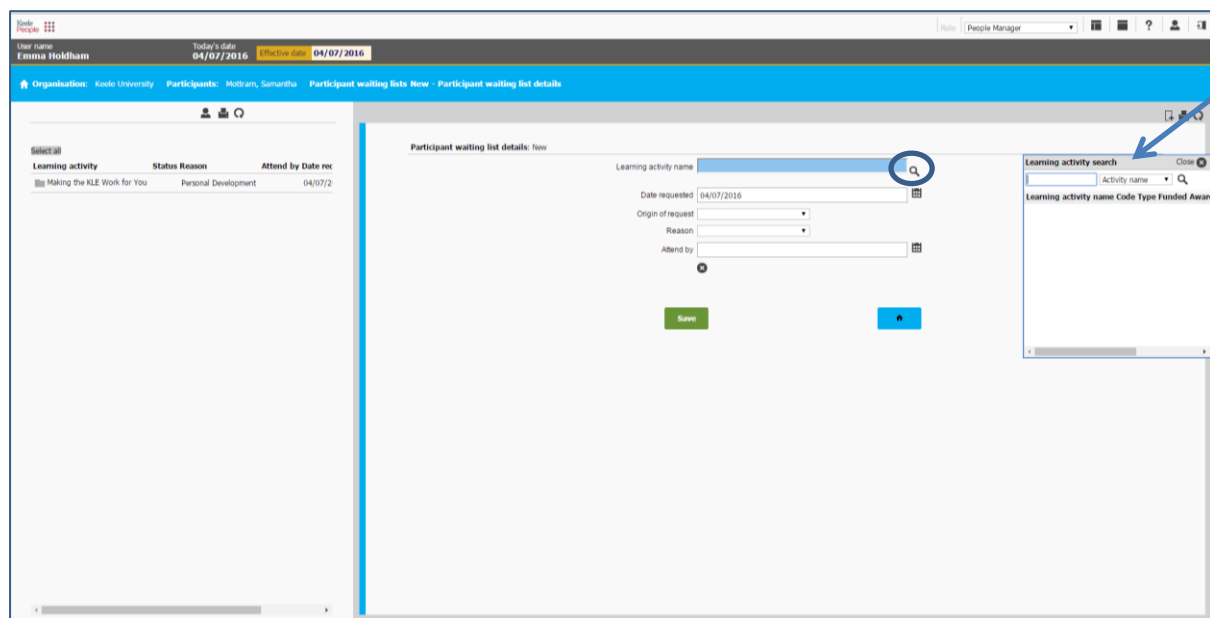 Keele
People
Role People Manager ?
User name Today's date
Emma Holdham 04/07/2016 Effective date 04/07/2016
Organisation: Keele University Participants: Mottram, Samantha Participant waiting lists New - Participant waiting list details
Select all
Learning activity Status Reason Attend by Date rec
Making the KLE Work for You Personal Development 04/07/2
Participant waiting list details: New
Learning activity name
Date requested 04/07/2016
Origin of request
Reason
Attend by
Save
Learning activity search Close
Activity name
Learning activity name Code Type Funded Awar